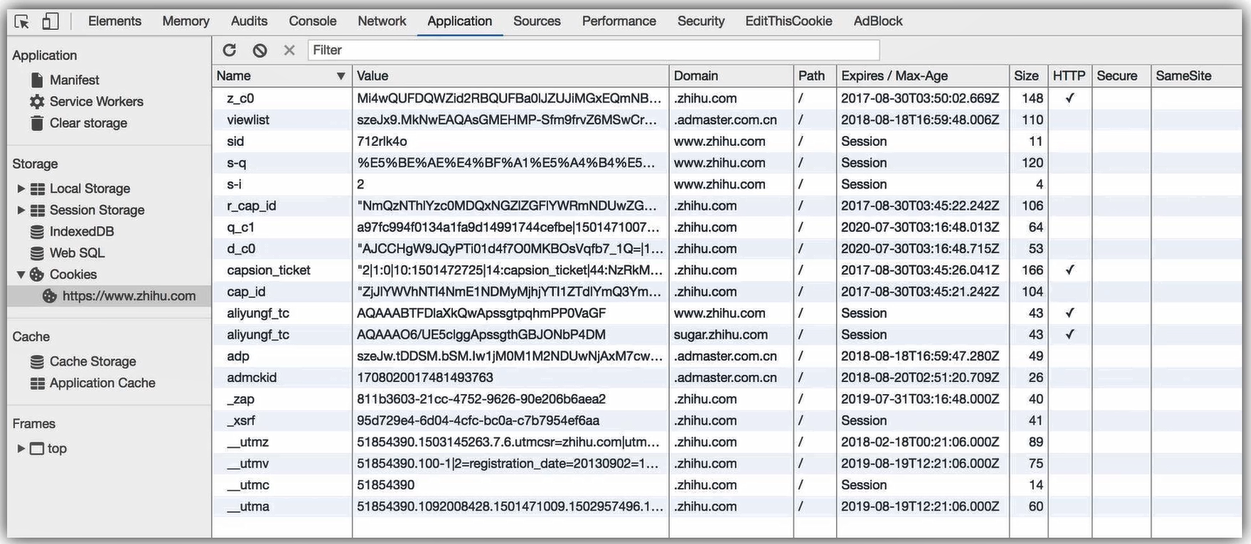 Elements Memory Audits Console Network Application Sources Performance Security EditThisCookie AdBlock
Application
Manifest
Service Workers
Clear storage
Storage
Local Storage
Session Storage
IndexedDB
Web SQL
Cookies
https://www.zhihu.com
Cache
Cache Storage
Application Cache
Frames
top
Filter
Name Value Domain Path Expires / Max-Age Size HTTP Secure SameSite
z_c0 Mi4wQUFDQWZid2RBQUFBa0lJZUJiMGxEQmNB... .zhihu.com / 2017-08-30T03:50:02.669Z 148 ✓
viewlist szeJx9.MkNwEAQAsGMEHMP-Sfm9frvZ6MSwCr... .admaster.com.cn / 2018-08-18T16:59:48.006Z 110
sid 712rlk4o www.zhihu.com / Session 11
s-q %E5%BE%AE%E4%BF%A1%E5%A4%B4%E5... www.zhihu.com / Session 120
s-i 2 www.zhihu.com / Session 4
r_cap_id "NmQzNThlYzc0MDQxNGZlZGFlYWRmNDUwZG... .zhihu.com / 2017-08-30T03:45:22.242Z 106
q_c1 a97fc994f0134a1fa9d14991744cefbe|1501471007... .zhihu.com / 2020-07-30T03:16:48.013Z 64
d_c0 "AJCCHgW9JQyPTi01d4f7O0MKBOsVqfb7_1Q=|1... .zhihu.com / 2020-07-30T03:16:48.715Z 53
capsion_ticket "2|1:0|10:1501472725|14:capsion_ticket|44:NzRkM... .zhihu.com / 2017-08-30T03:45:26.041Z 166 ✓
cap_id "ZjJlYWVhNTI4NmE1NDMyMjhjYTI1ZTdlYmQ3Ym... .zhihu.com / 2017-08-30T03:45:21.242Z 104
aliyungf_tc AQAAABTFDlaXkQwApssgtpqhmPP0VaGF www.zhihu.com / Session 43 ✓
aliyungf_tc AQAAAO6/UE5clggApssgthGBJONbP4DM sugar.zhihu.com / Session 43 ✓
adp szeJw.tDDSM.bSM.Iw1jM0M1M2NDUwNjAxM7cw... .admaster.com.cn / 2018-08-18T16:59:47.280Z 49
admckid 1708020017481493763 .admaster.com.cn / 2018-08-20T02:51:20.709Z 26
_zap 811b3603-21cc-4752-9626-90e206b6aea2 .zhihu.com / 2019-07-31T03:16:48.000Z 40
_xsrf 95d729e4-6d04-4cfc-bc0a-c7b7954ef6aa .zhihu.com / Session 41
__utmz 51854390.1503145263.7.6.utmcsr=zhihu.com|utm... .zhihu.com / 2018-02-18T00:21:06.000Z 89
__utmv 51854390.100-1|2=registration_date=20130902=1... .zhihu.com / 2019-08-19T12:21:06.000Z 75
__utmc 51854390 .zhihu.com / Session 14
__utma 51854390.1092008428.1501471009.1502957496.1... .zhihu.com / 2019-08-19T12:21:06.000Z 60